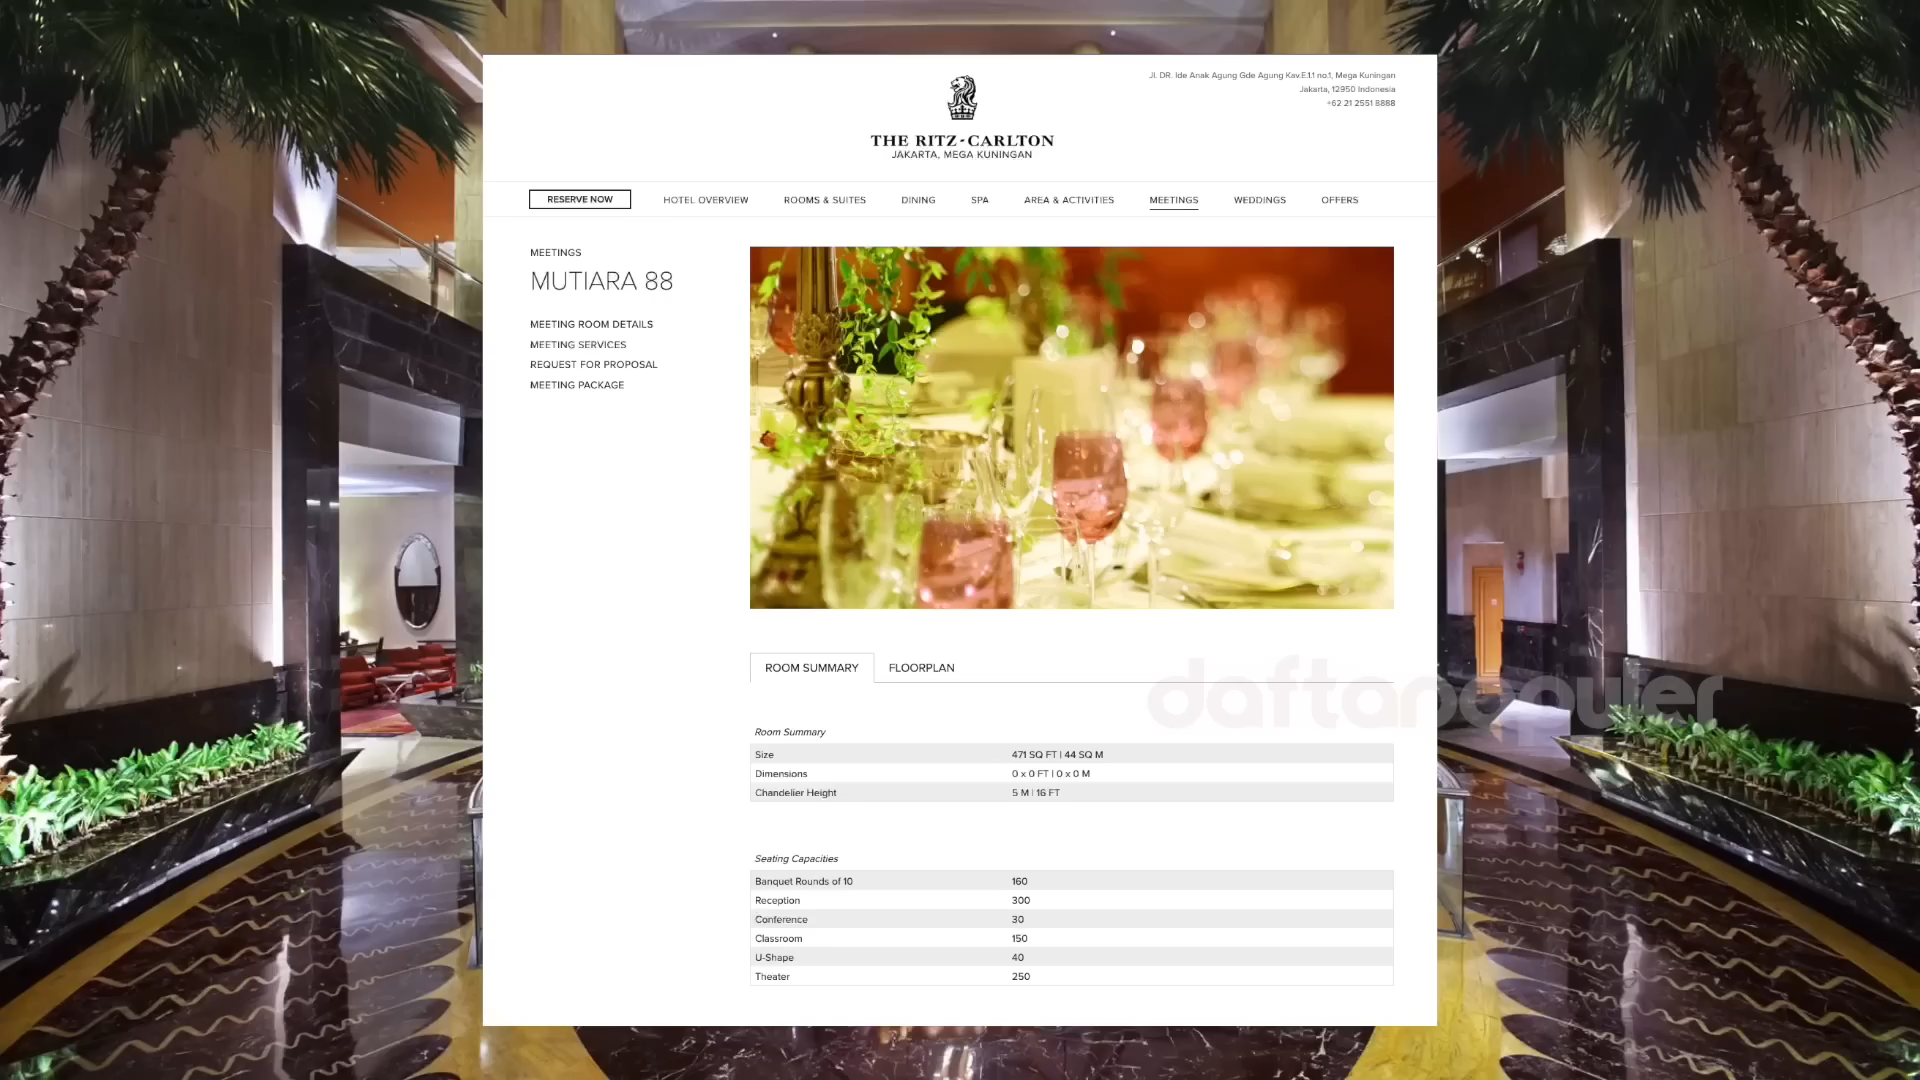 Jl. DR. Ide Anak Agung Gde Agung Kav.E.1.1 no.1, Mega Kuningan
Jakarta, 12950 Indonesia
+62 21 2551 8888
THE RITZ-CARLTON
JAKARTA, MEGA KUNINGAN
RESERVE NOW HOTEL OVERVIEW ROOMS & SUITES DINING SPA AREA & ACTIVITIES MEETINGS WEDDINGS OFFERS
MEETINGS
MUTIARA 88
MEETING ROOM DETAILS
MEETING SERVICES
REQUEST FOR PROPOSAL
MEETING PACKAGE
ROOM SUMMARY FLOORPLAN
daftarpopuler
Room Summary
Size 471 SQ FT | 44 SQ M
Dimensions 0 x 0 FT | 0 x 0 M
Chandelier Height 5 M | 16 FT
Seating Capacities
Banquet Rounds of 10 160
Reception 300
Conference 30
Classroom 150
U-Shape 40
Theater 250